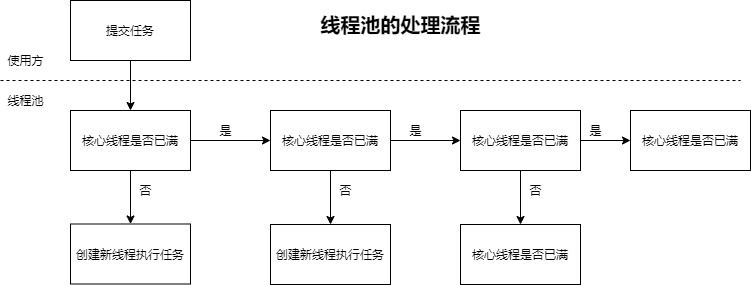 线程池的处理流程
提交任务
使用方
线程池
核心线程是否已满
是
核心线程是否已满
是
核心线程是否已满
是
核心线程是否已满
否
否
否
创建新线程执行任务
创建新线程执行任务
核心线程是否已满